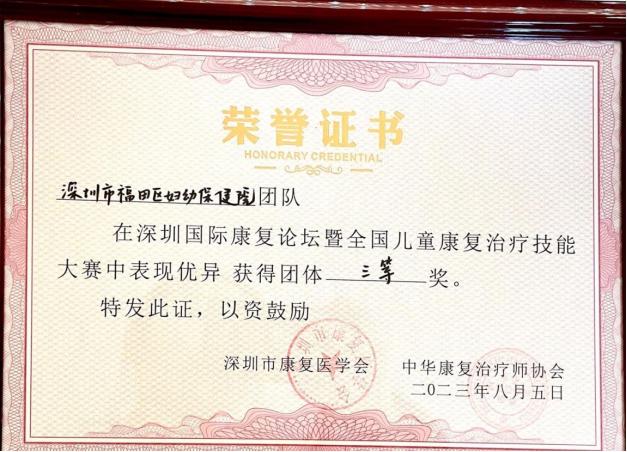 荣誉证书
HONORARY CREDENTIAL
深圳市福田区妇幼保健院团队
在深圳国际康复论坛暨全国儿童康复治疗技能
大赛中表现优异 获得团体三等奖。
特发此证，以资鼓励
深圳市康复医学会 中华康复治疗师协会
二〇二三年八月五日